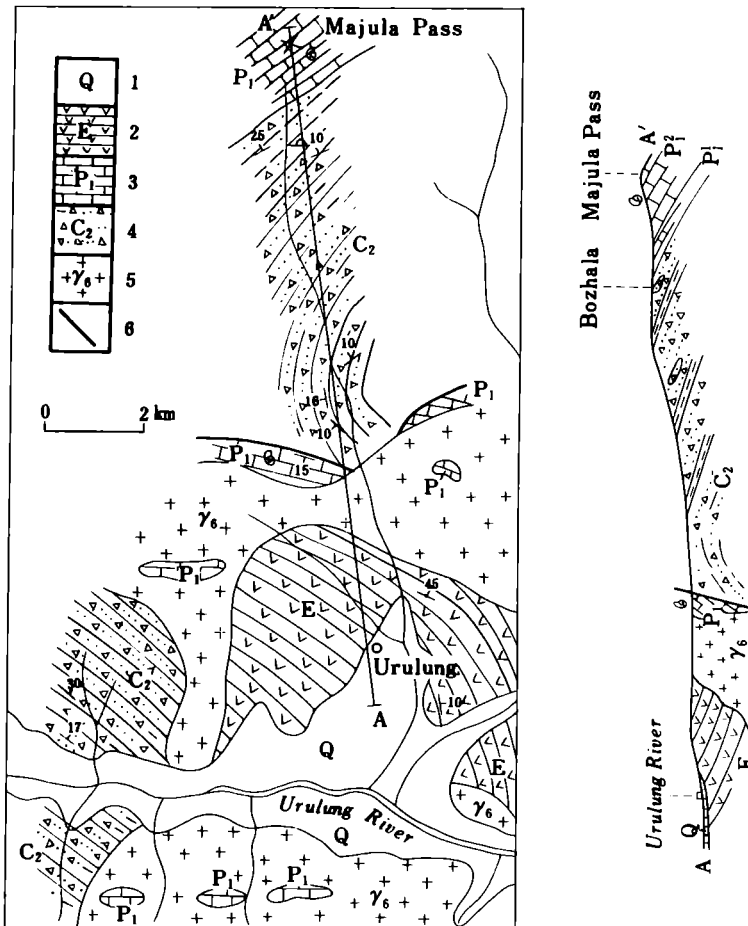 A'
Majula Pass
P₁
Q 1
E 2
P₁ 3
C₂ 4
γ₆ 5
6
25
10
C₂
0 2 km
10
16
10
P₁
P₁
15
P₁
γ₆
P₁
E
45
Urulung
C₂
30
17
10
A
Q
E
γ₆
Urulung River
Q
C₂
P₁
P₁
P₁
γ₆
Majula Pass
A'
P₁²
P₁¹
Bozhala
C₂
P₁
γ₆
E
Urulung River
Q
A